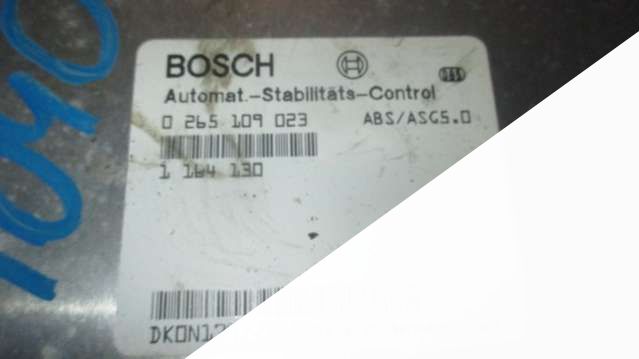 BOSCH
Automat.-Stabilitäts-Control
0 265 109 023 ABS/ASC5.0
1 164 130